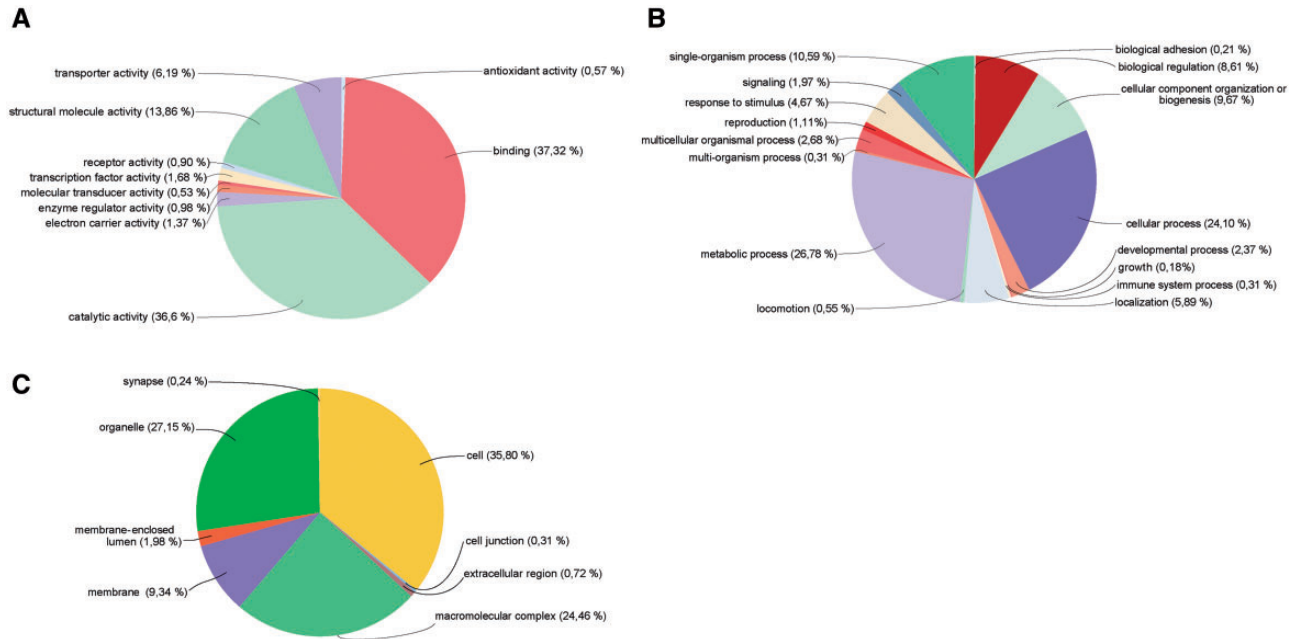 A
transporter activity (6,19 %)
antioxidant activity (0,57 %)
structural molecule activity (13,86 %)
binding (37,32 %)
receptor activity (0,90 %)
transcription factor activity (1,68 %)
molecular transducer activity (0,53 %)
enzyme regulator activity (0,98 %)
electron carrier activity (1,37 %)
catalytic activity (36,6 %)
B
single-organism process (10,59 %)
biological adhesion (0,21 %)
biological regulation (8,61 %)
signaling (1,97 %)
cellular component organization or
biogenesis (9,67 %)
response to stimulus (4,67 %)
reproduction (1,11%)
multicellular organismal process (2,68 %)
multi-organism process (0,31 %)
cellular process (24,10 %)
metabolic process (26,78 %)
developmental process (2,37 %)
growth (0,18%)
immune system process (0,31 %)
localization (5,89 %)
locomotion (0,55 %)
C
synapse (0,24 %)
organelle (27,15 %)
cell (35,80 %)
membrane-enclosed
lumen (1,98 %)
cell junction (0,31 %)
extracellular region (0,72 %)
membrane (9,34 %)
macromolecular complex (24,46 %)